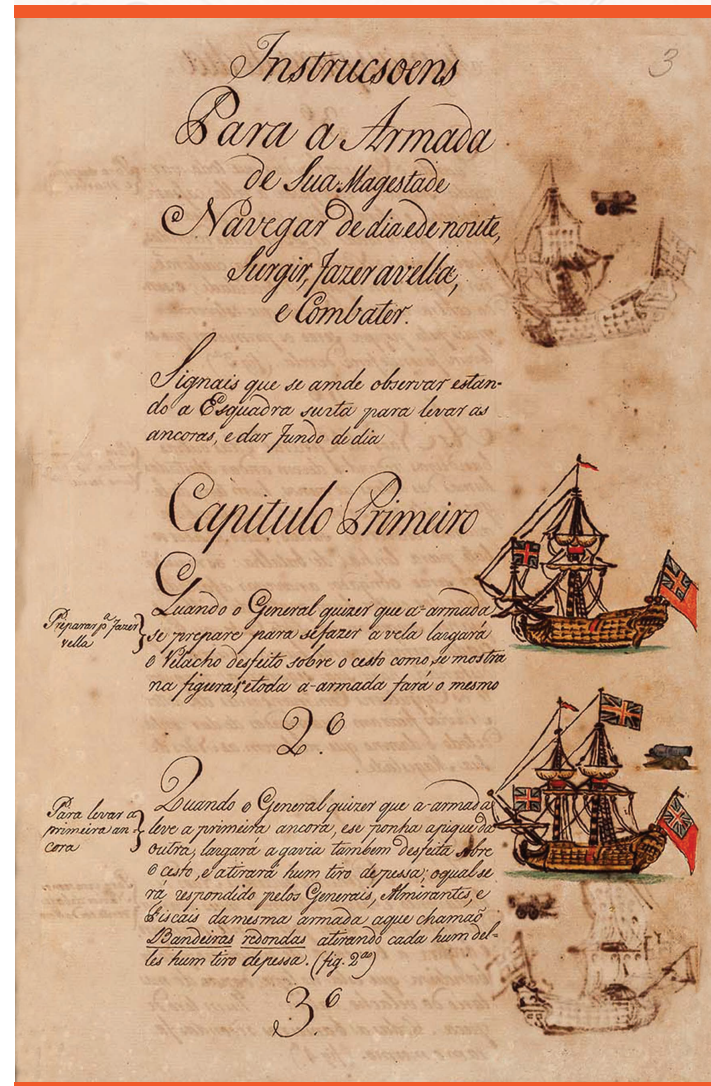 3
Instrucsoens
Para a Armada
de Sua Magestade
Navegar de dia e de noute,
Surgir, fazer a vella,
e Combater.
Signais que se amde observar estan-
do a Esquadra surta para levar as
ancoras, e dar fundo de dia
Capitulo Primeiro
Preparar pª fazer
vella
Quando o General quizer que a armada
se prepare para se fazer a vela largará
o Velacho desfeito sobre o cesto como se mostra
na figura; e toda a armada fará o mesmo
2.º
Para levar a
primeira an
cora
Quando o General quizer que a armada
leve a primeira ancora, e se ponha a pique da
outra, largará a gavia tambem desfeita sobre
o cesto, e atirará hum tiro de pessa; o qual se
rá respondido pelos Generais, Almirantes, e
Fiscais da mesma armada a que chamaõ
Bandeiras redondas atirando cada hum del-
les hum tiro de pessa. (fig. 2ª)
3.º